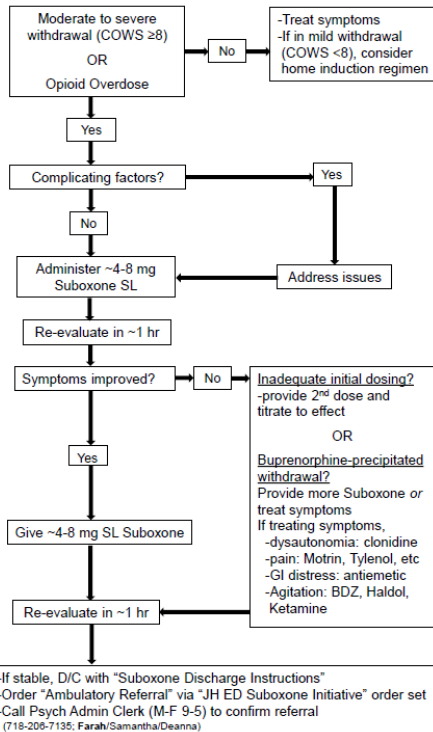 Moderate to severe
withdrawal (COWS ≥8)
OR
Opioid Overdose
No
-Treat symptoms
-If in mild withdrawal
(COWS <8), consider
home induction regimen
Yes
Complicating factors?
Yes
No
Administer ~4-8 mg
Suboxone SL
Address issues
Re-evaluate in ~1 hr
Symptoms improved?
No
Inadequate initial dosing?
-provide 2nd dose and
titrate to effect
OR
Buprenorphine-precipitated
withdrawal?
Provide more Suboxone or
treat symptoms
If treating symptoms,
-dysautonomia: clonidine
-pain: Motrin, Tylenol, etc
-GI distress: antiemetic
-Agitation: BDZ, Haldol,
Ketamine
Yes
Give ~4-8 mg SL Suboxone
Re-evaluate in ~1 hr
-If stable, D/C with “Suboxone Discharge Instructions”
-Order “Ambulatory Referral” via “JH ED Suboxone Initiative” order set
-Call Psych Admin Clerk (M-F 9-5) to confirm referral
(718-206-7135; Farah/Samantha/Deanna)